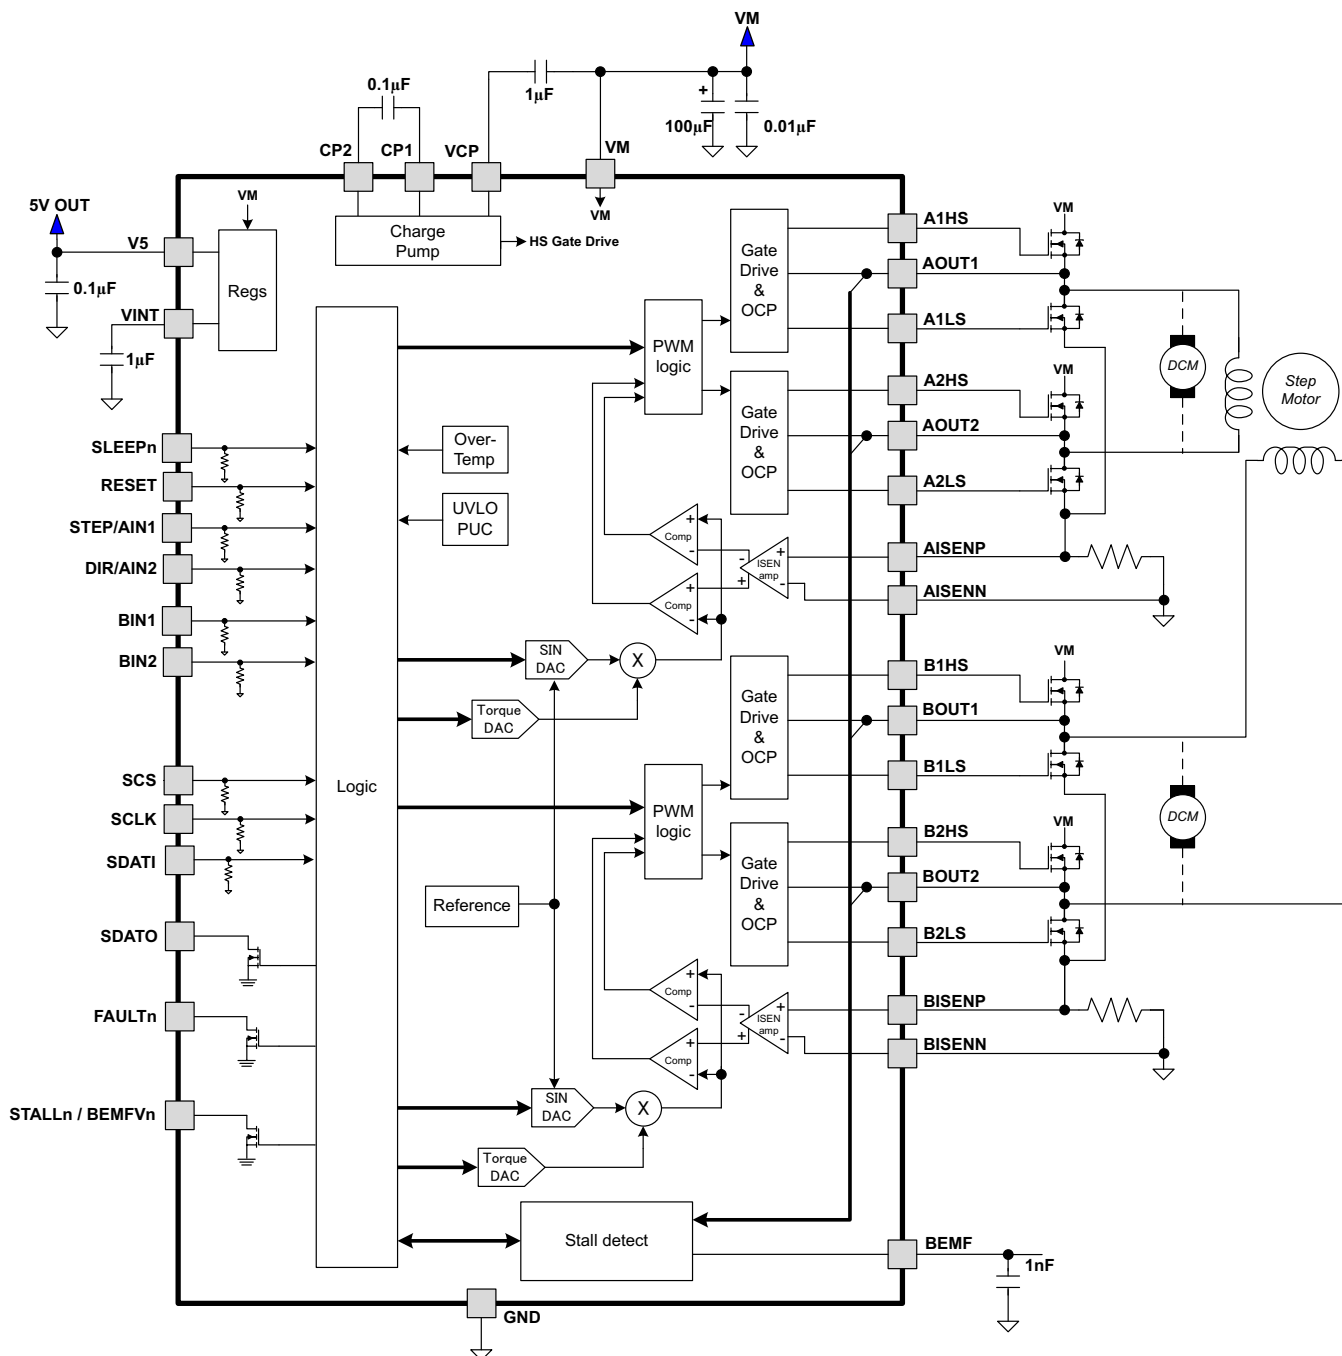 VM
0.1µF
1µF
+
100µF
0.01µF
CP2
CP1
VCP
VM
5V OUT
V5
VM
Charge
Pump
HS Gate Drive
VM
0.1µF
VINT
1µF
Regs
Gate
Drive
&
OCP
A1HS
AOUT1
A1LS
VM
PWM
logic
DCM
Step
Motor
Gate
Drive
&
OCP
A2HS
AOUT2
A2LS
VM
SLEEPn
RESET
STEP/AIN1
DIR/AIN2
BIN1
BIN2
Over-
Temp
UVLO
PUC
+
Comp
-
+
Comp
-
-
+
ISEN
amp
+
-
AISENP
AISENN
SIN
DAC
X
Torque
DAC
Gate
Drive
&
OCP
B1HS
BOUT1
B1LS
VM
SCS
SCLK
SDATI
Logic
PWM
logic
DCM
Gate
Drive
&
OCP
B2HS
BOUT2
B2LS
VM
Reference
SDATO
FAULTn
STALLn / BEMFVn
+
Comp
-
+
Comp
-
-
+
ISEN
amp
+
-
BISENP
BISENN
SIN
DAC
X
Torque
DAC
Stall detect
BEMF
1nF
GND